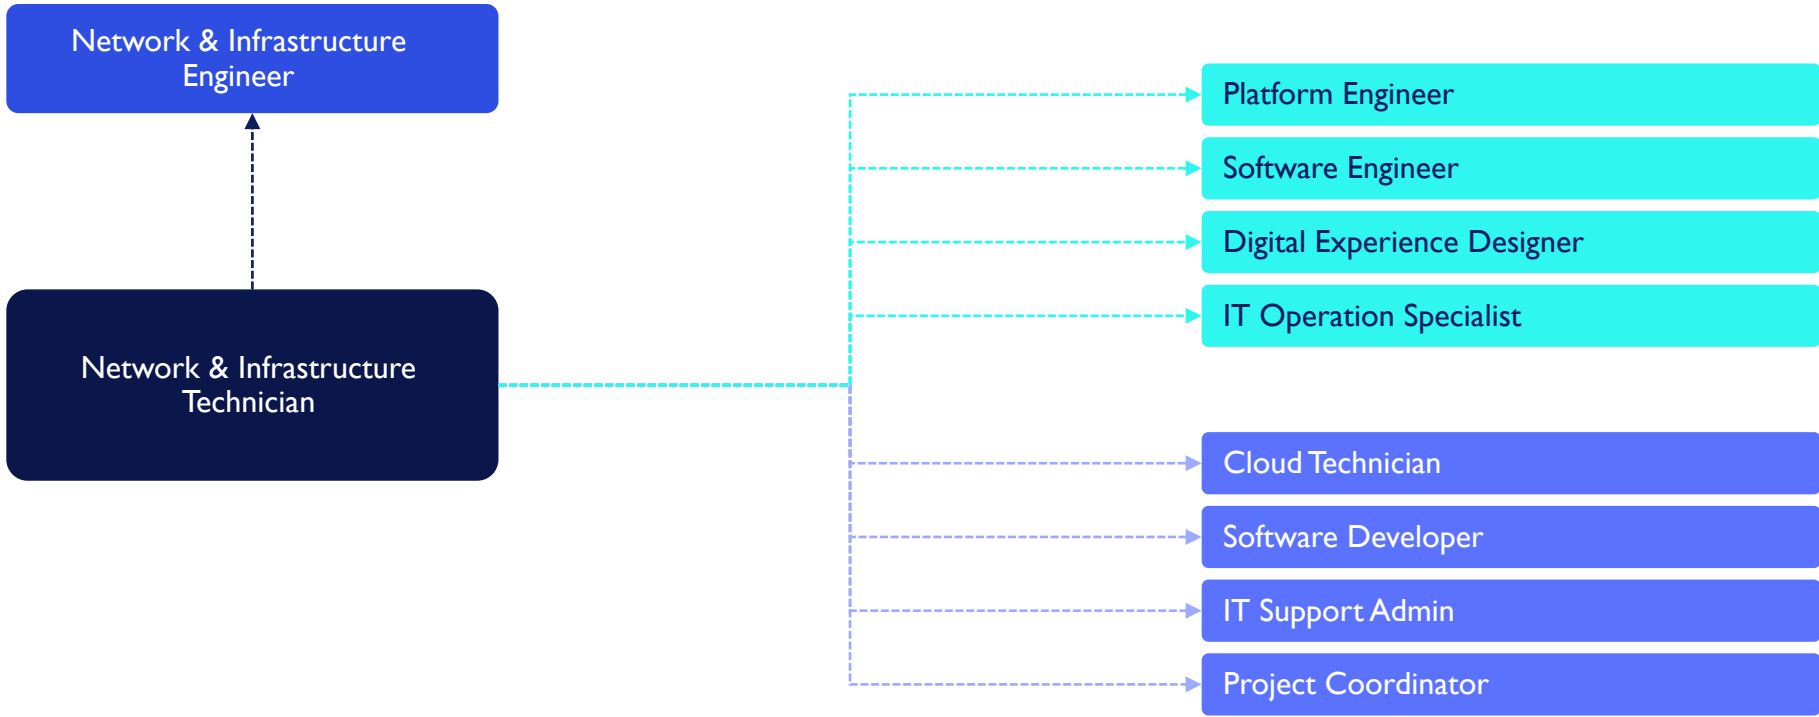 Network & Infrastructure
Engineer
Network & Infrastructure
Technician
Platform Engineer
Software Engineer
Digital Experience Designer
IT Operation Specialist
Cloud Technician
Software Developer
IT Support Admin
Project Coordinator